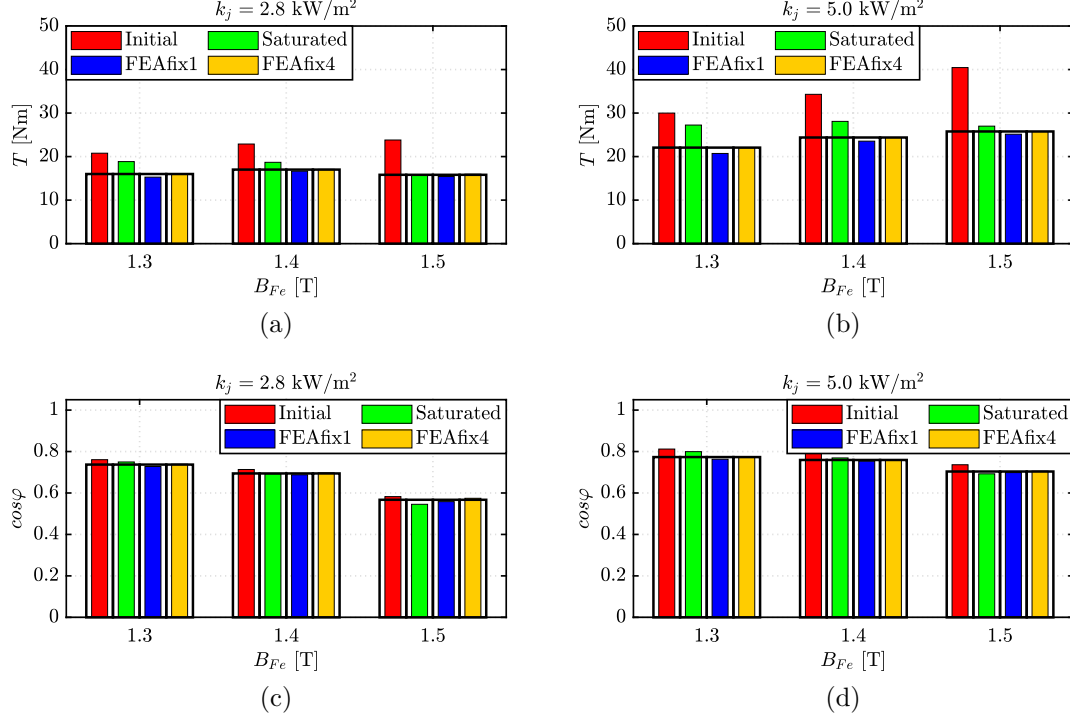 k_j = 2.8 kW/m²
50
40
30
20
10
0
T [Nm]
Initial
Saturated
FEAfix1
FEAfix4
1.3
1.4
1.5
B_Fe [T]
(a)
k_j = 5.0 kW/m²
50
40
30
20
10
0
T [Nm]
Initial
Saturated
FEAfix1
FEAfix4
1.3
1.4
1.5
B_Fe [T]
(b)
k_j = 2.8 kW/m²
1
0.8
0.6
0.4
0.2
0
cosφ
Initial
Saturated
FEAfix1
FEAfix4
1.3
1.4
1.5
B_Fe [T]
(c)
k_j = 5.0 kW/m²
1
0.8
0.6
0.4
0.2
0
cosφ
Initial
Saturated
FEAfix1
FEAfix4
1.3
1.4
1.5
B_Fe [T]
(d)